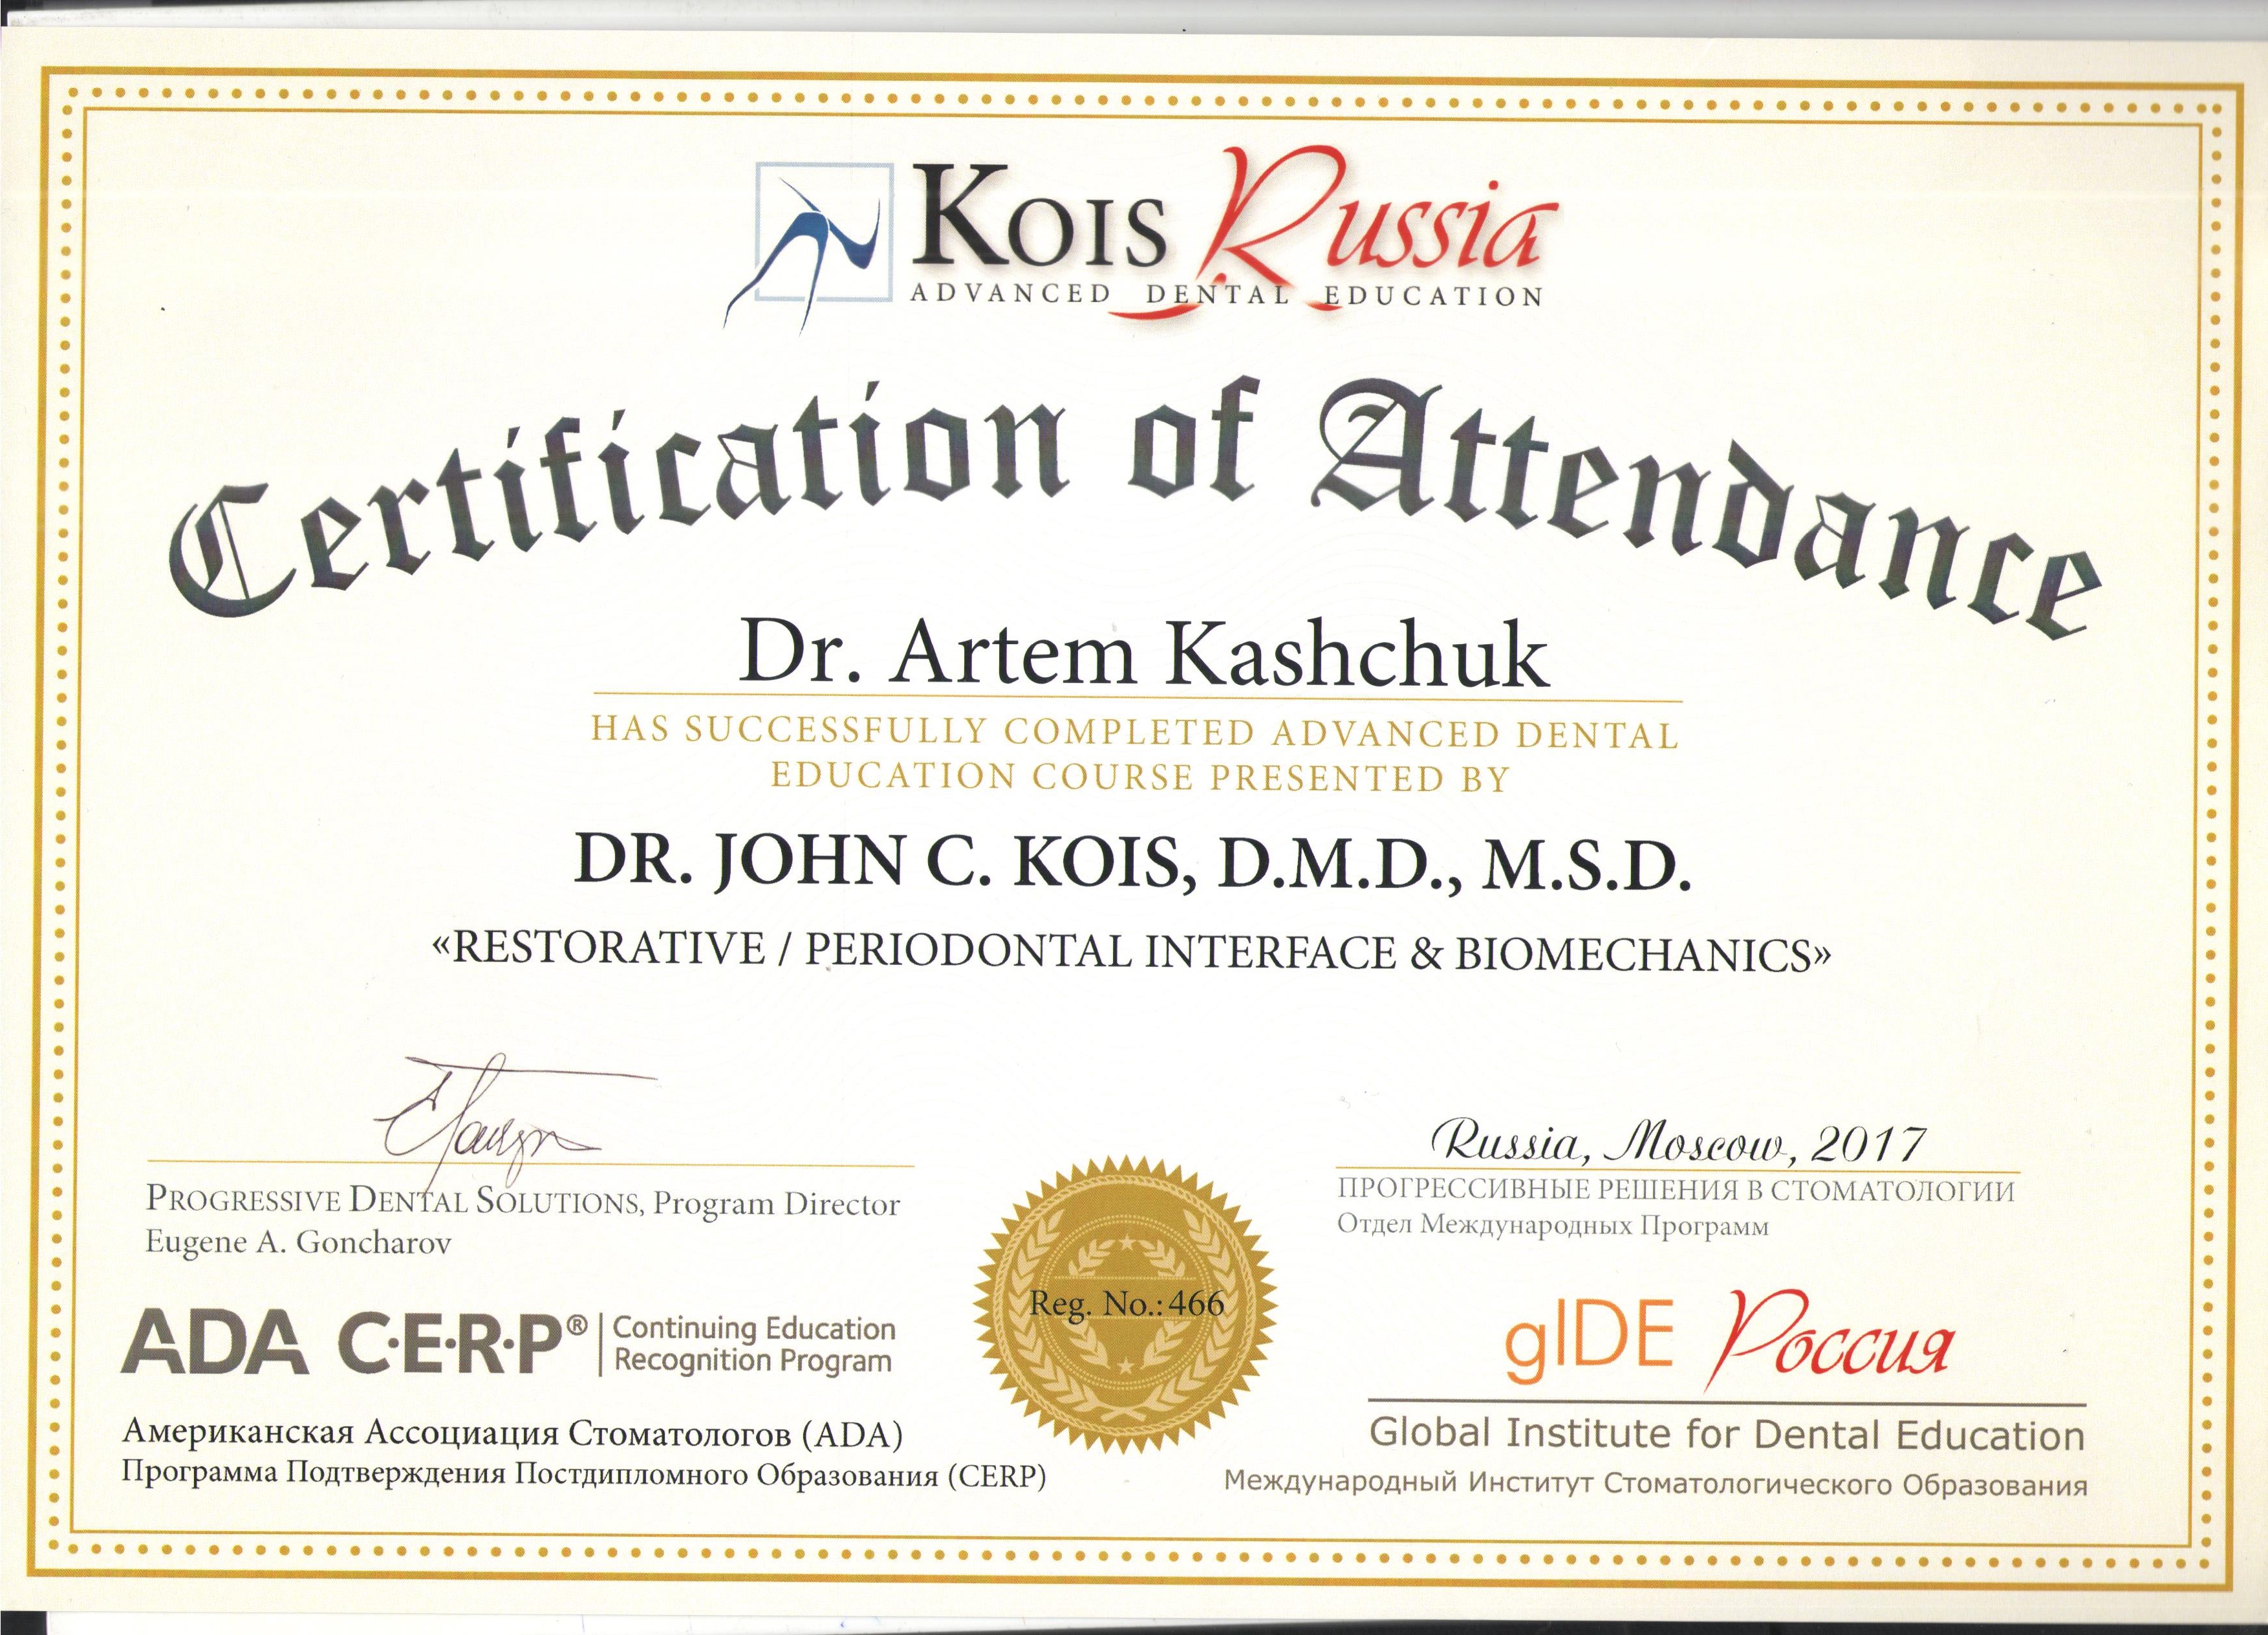 KOIS Russia
ADVANCED DENTAL EDUCATION
Certification of Attendance
Dr. Artem Kashchuk
HAS SUCCESSFULLY COMPLETED ADVANCED DENTAL
EDUCATION COURSE PRESENTED BY
DR. JOHN C. KOIS, D.M.D., M.S.D.
«RESTORATIVE / PERIODONTAL INTERFACE & BIOMECHANICS»
PROGRESSIVE DENTAL SOLUTIONS, Program Director
Eugene A. Goncharov
Russia, Moscow, 2017
ПРОГРЕССИВНЫЕ РЕШЕНИЯ В СТОМАТОЛОГИИ
Отдел Международных Программ
Reg. No.: 466
ADA C·E·R·P® | Continuing Education
Recognition Program
Американская Ассоциация Стоматологов (ADA)
Программа Подтверждения Постдипломного Образования (CERP)
gIDE Россия
Global Institute for Dental Education
Международный Институт Стоматологического Образования